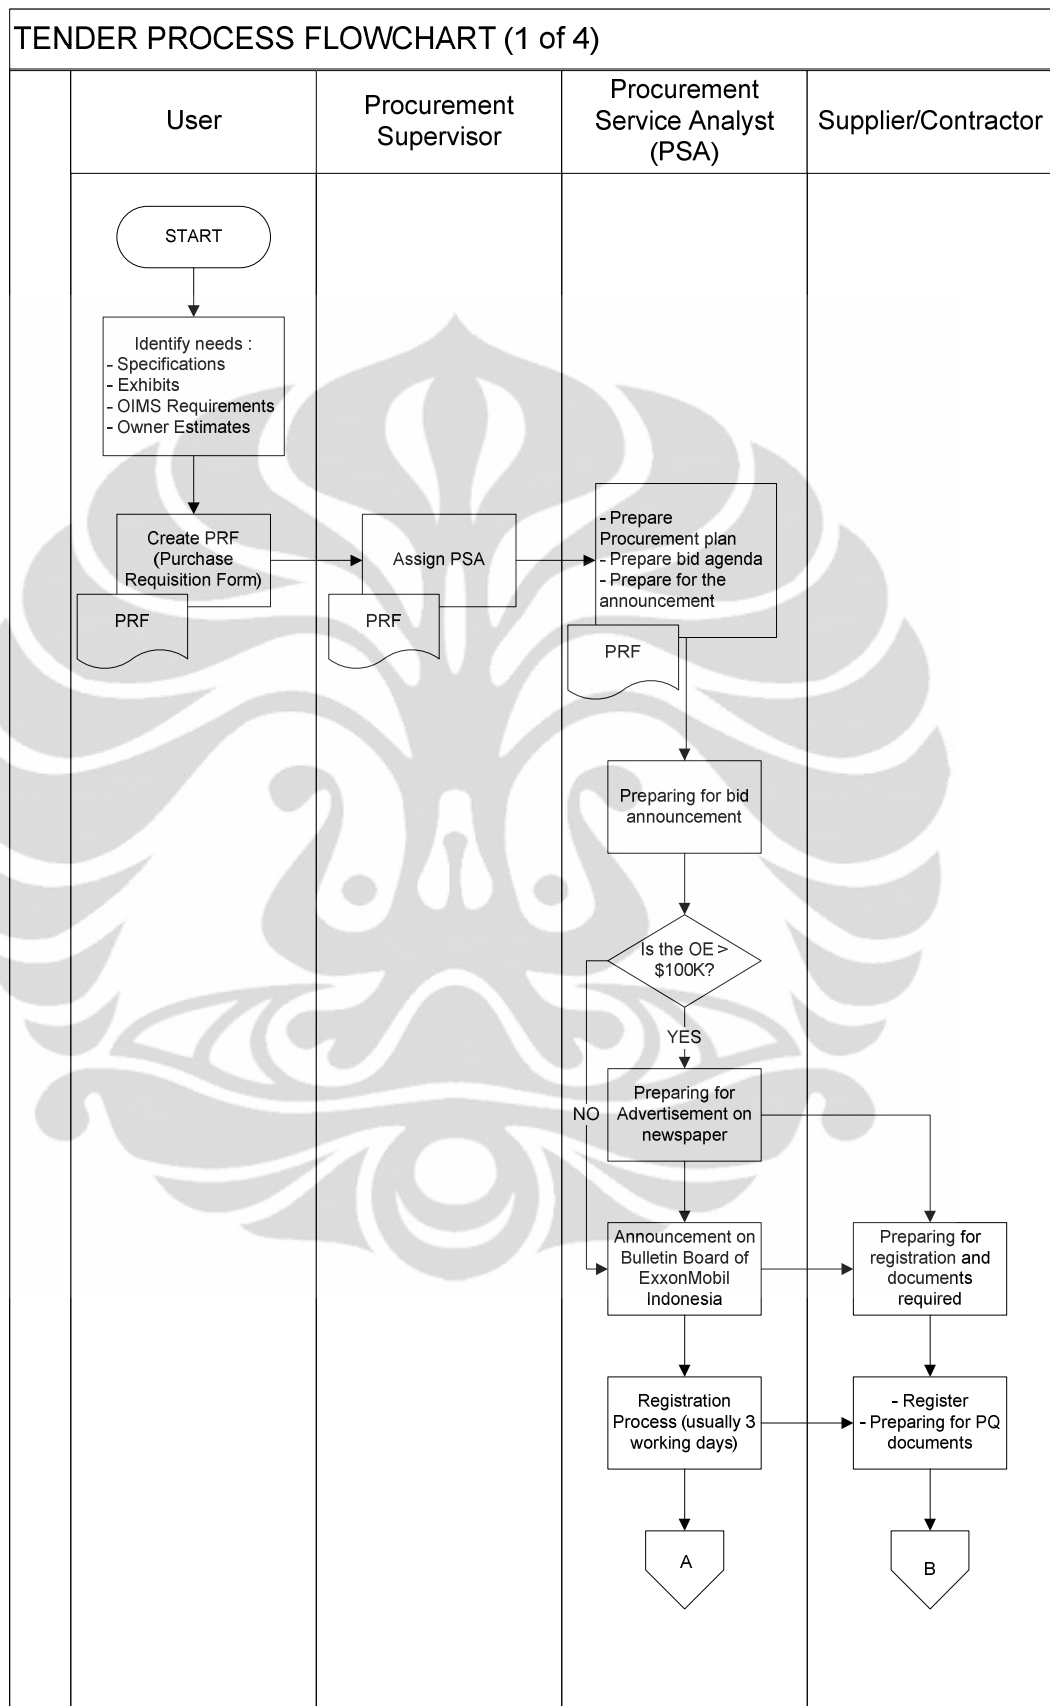 TENDER PROCESS FLOWCHART (1 of 4)
User
Procurement
Supervisor
Procurement
Service Analyst
(PSA)
Supplier/Contractor
START
Identify needs :
- Specifications
- Exhibits
- OIMS Requirements
- Owner Estimates
Create PRF
(Purchase
Requisition Form)
PRF
Assign PSA
PRF
- Prepare
Procurement plan
- Prepare bid agenda
- Prepare for the
announcement
PRF
Preparing for bid
announcement
Is the OE >
$100K?
YES
NO
Preparing for
Advertisement on
newspaper
Announcement on
Bulletin Board of
ExxonMobil
Indonesia
Preparing for
registration and
documents
required
Registration
Process (usually 3
working days)
- Register
- Preparing for PQ
documents
A
B